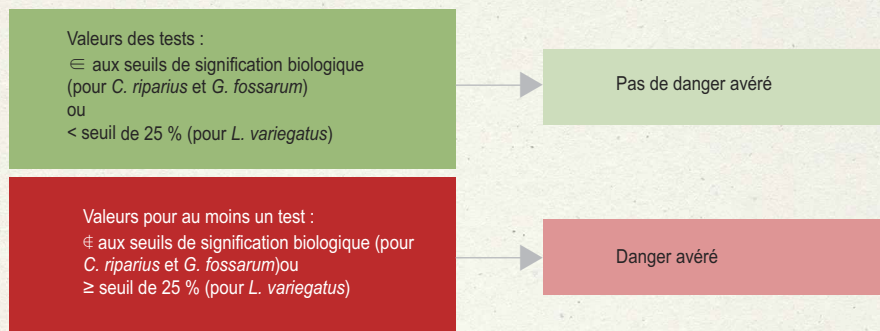 Valeurs des tests :
∈ aux seuils de signification biologique
(pour C. riparius et G. fossarum)
ou
< seuil de 25 % (pour L. variegatus)
Pas de danger avéré
Valeurs pour au moins un test :
∉ aux seuils de signification biologique (pour
C. riparius et G. fossarum)ou
≥ seuil de 25 % (pour L. variegatus)
Danger avéré